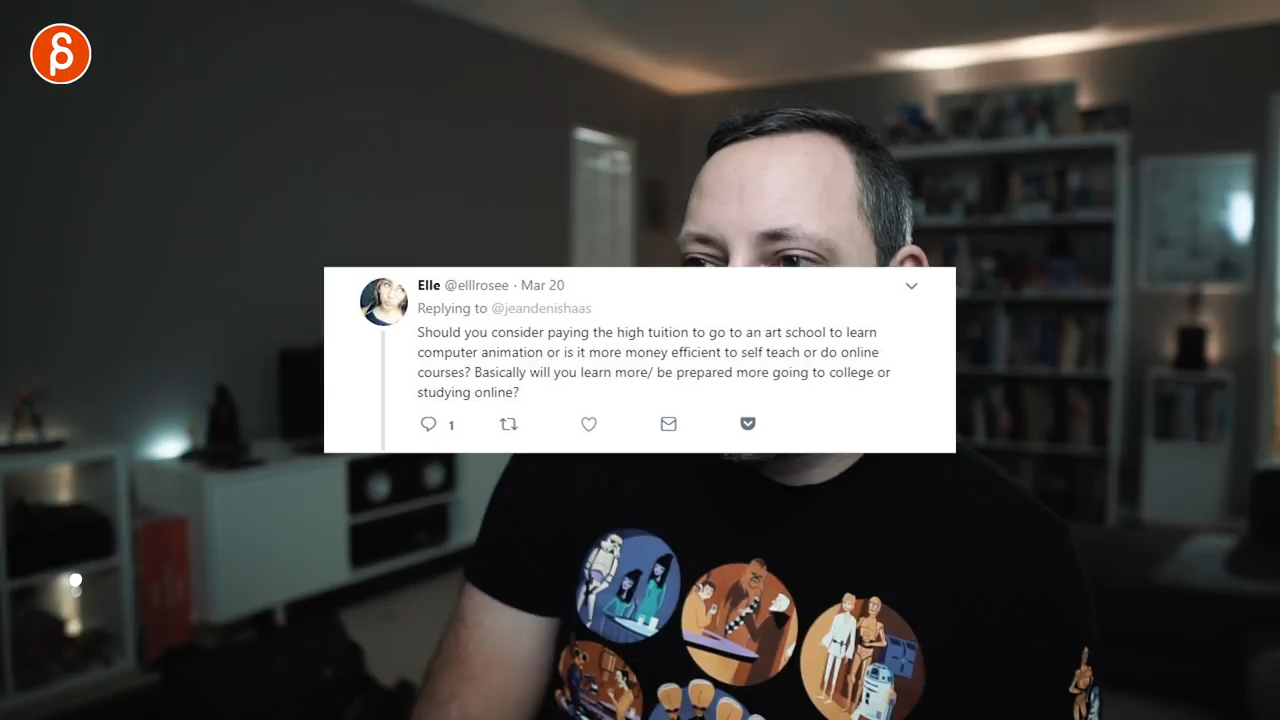 Elle @elllrosee · Mar 20
Replying to @jeandenishaas
Should you consider paying the high tuition to go to an art school to learn
computer animation or is it more money efficient to self teach or do online
courses? Basically will you learn more/ be prepared more going to college or
studying online?
1